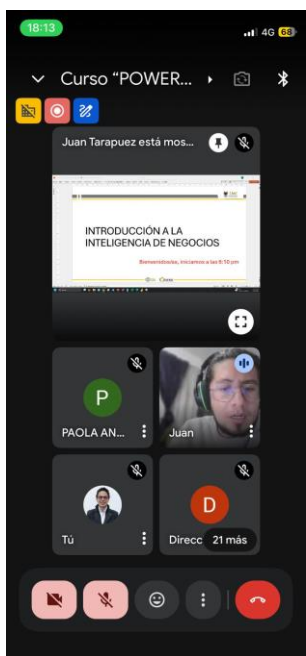 18:13
4G 68
Curso “POWER...
Juan Tarapuez está mos...
INTRODUCCIÓN A LA
INTELIGENCIA DE NEGOCIOS
Bienvenidos/as, iniciamos a las 6:10 pm
P
PAOLA AN...
Juan
Tú
D
Direcc
21 más